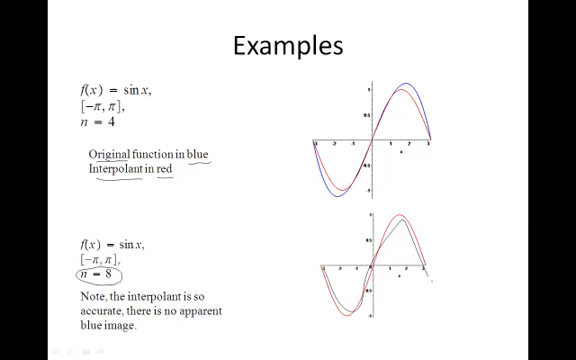 Examples
f(x) = sin x,
[−π, π],
n = 4
Original function in blue
Interpolant in red
f(x) = sin x,
[−π, π],
n = 8
Note, the interpolant is so
accurate, there is no apparent
blue image.